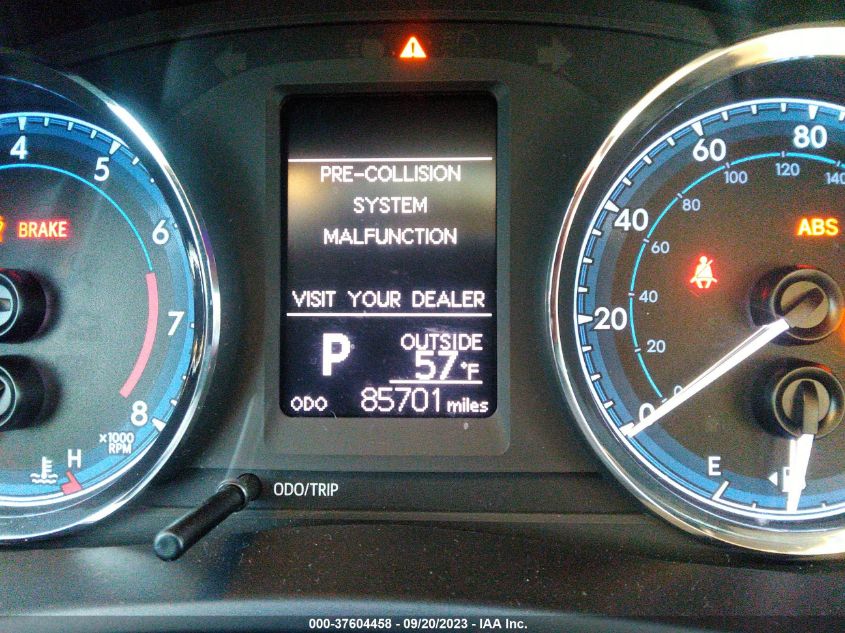 4
5
6
7
8
x1000
RPM
H
BRAKE
PRE-COLLISION
SYSTEM
MALFUNCTION
VISIT YOUR DEALER
P
OUTSIDE
57°F
ODO 85701 miles
ODO/TRIP
0
20
40
60
80
0
20
40
60
80
100
120
140
ABS
E
000-37604458 - 09/20/2023 - IAA Inc.